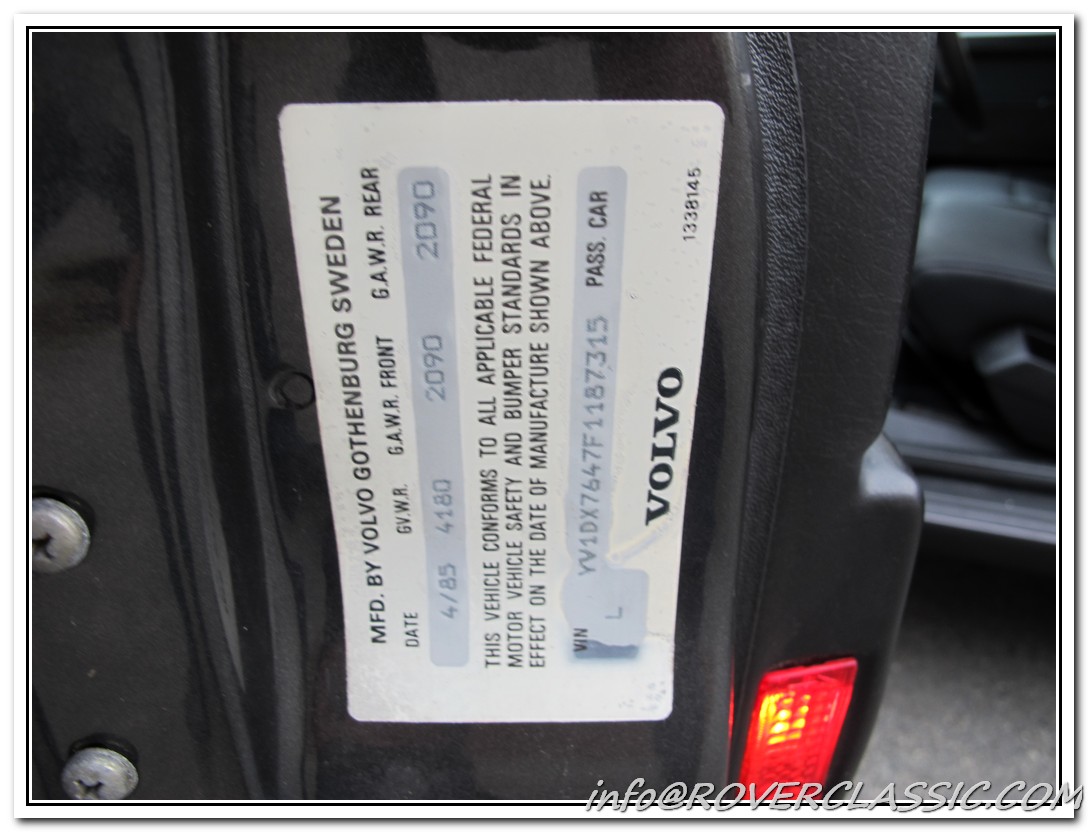 MFD. BY VOLVO GOTHENBURG SWEDEN
DATE G.V.W.R. G.A.W.R. FRONT G.A.W.R. REAR
4/85 4180 2090 2090
THIS VEHICLE CONFORMS TO ALL APPLICABLE FEDERAL
MOTOR VEHICLE SAFETY AND BUMPER STANDARDS IN
EFFECT ON THE DATE OF MANUFACTURE SHOWN ABOVE.
VIN YV1DX7647F1187315 PASS. CAR
L
VOLVO
1338145
info@ROVERCLASSIC.COM